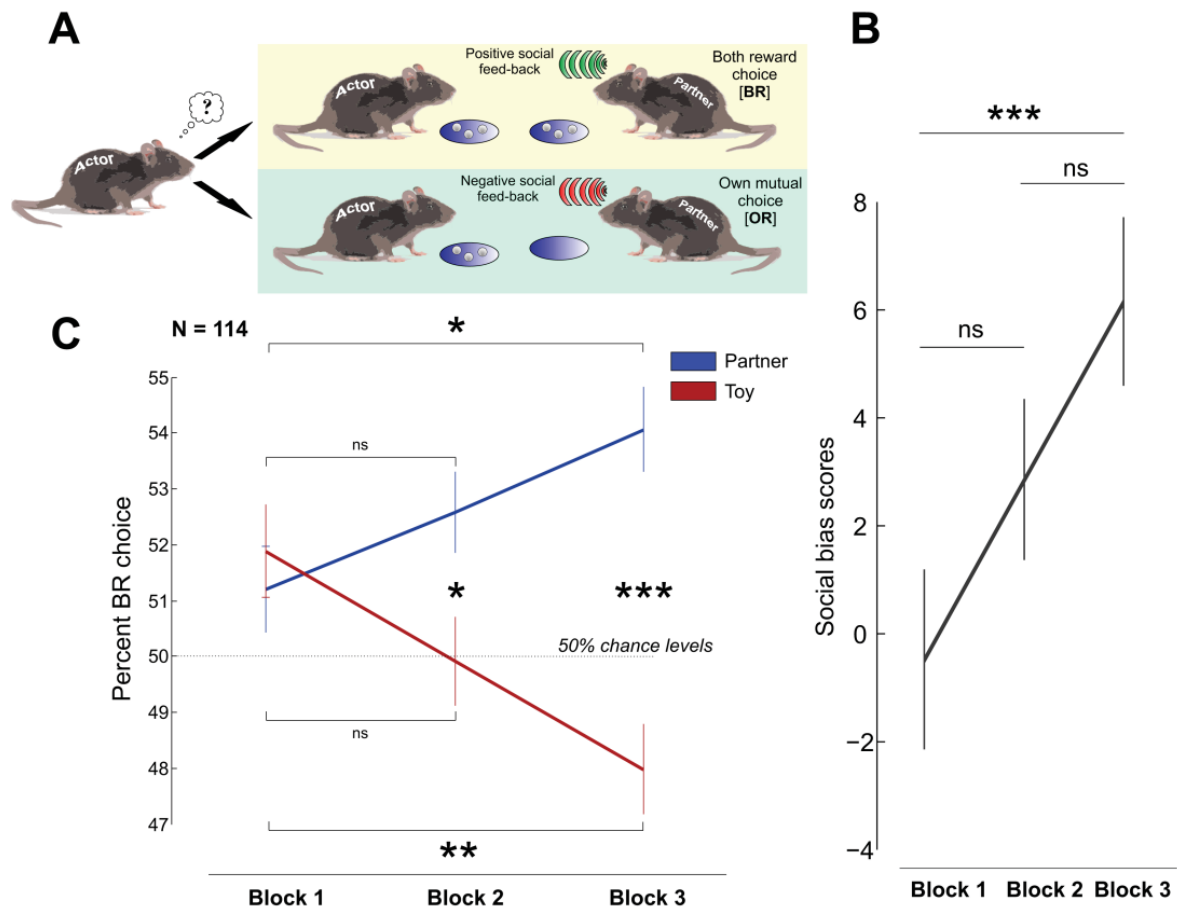 A
?
Actor
Positive social
feed-back
Actor
Partner
Both reward
choice
[BR]
Negative social
feed-back
Actor
Partner
Own mutual
choice
[OR]
B
***
ns
ns
8
6
4
2
0
−2
−4
Social bias scores
Block 1 Block 2 Block 3
C
N = 114
*
Partner
Toy
55
54
53
52
51
50
49
48
47
Percent BR choice
ns
*
***
50% chance levels
ns
**
Block 1 Block 2 Block 3